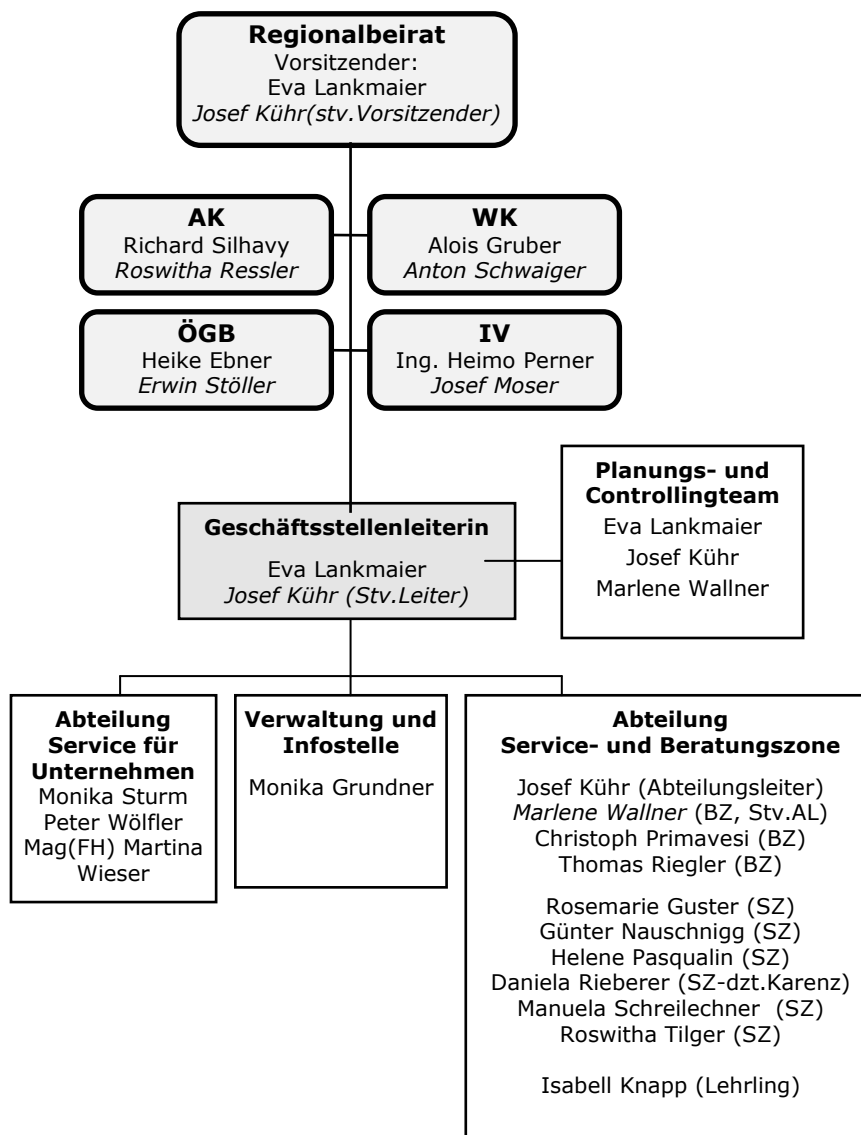 Regionalbeirat
Vorsitzender:
Eva Lankmaier
Josef Kühr(stv.Vorsitzender)
AK
Richard Silhavy
Roswitha Ressler
WK
Alois Gruber
Anton Schwaiger
ÖGB
Heike Ebner
Erwin Stöller
IV
Ing. Heimo Perner
Josef Moser
Planungs- und
Controllingteam
Eva Lankmaier
Josef Kühr
Marlene Wallner
Geschäftsstellenleiterin
Eva Lankmaier
Josef Kühr (Stv.Leiter)
Abteilung
Service für
Unternehmen
Monika Sturm
Peter Wölfler
Mag(FH) Martina
Wieser
Verwaltung und
Infostelle
Monika Grundner
Abteilung
Service- und Beratungszone
Josef Kühr (Abteilungsleiter)
Marlene Wallner (BZ, Stv.AL)
Christoph Primavesi (BZ)
Thomas Riegler (BZ)
Rosemarie Guster (SZ)
Günter Nauschnigg (SZ)
Helene Pasqualin (SZ)
Daniela Rieberer (SZ-dzt.Karenz)
Manuela Schreilechner  (SZ)
Roswitha Tilger (SZ)
Isabell Knapp (Lehrling)